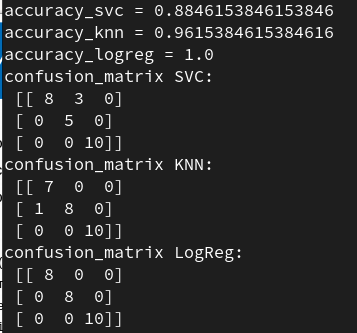 accuracy_svc = 0.8846153846153846
accuracy_knn = 0.9615384615384616
accuracy_logreg = 1.0
confusion_matrix SVC:
[[ 8  3  0]
[ 0  5  0]
[ 0  0 10]]
confusion_matrix KNN:
[[ 7  0  0]
[ 1  8  0]
[ 0  0 10]]
confusion_matrix LogReg:
[[ 8  0  0]
[ 0  8  0]
[ 0  0 10]]